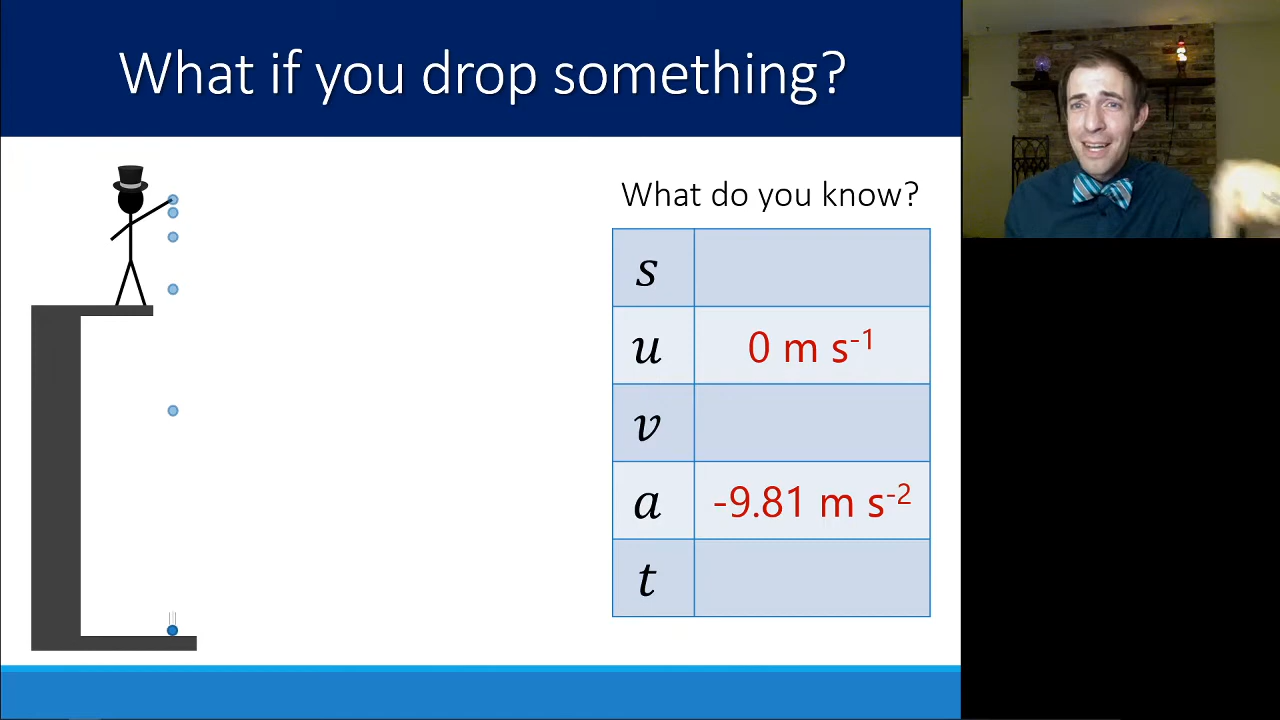 What if you drop something?
What do you know?
s
u 0 m s⁻¹
v
a -9.81 m s⁻²
t